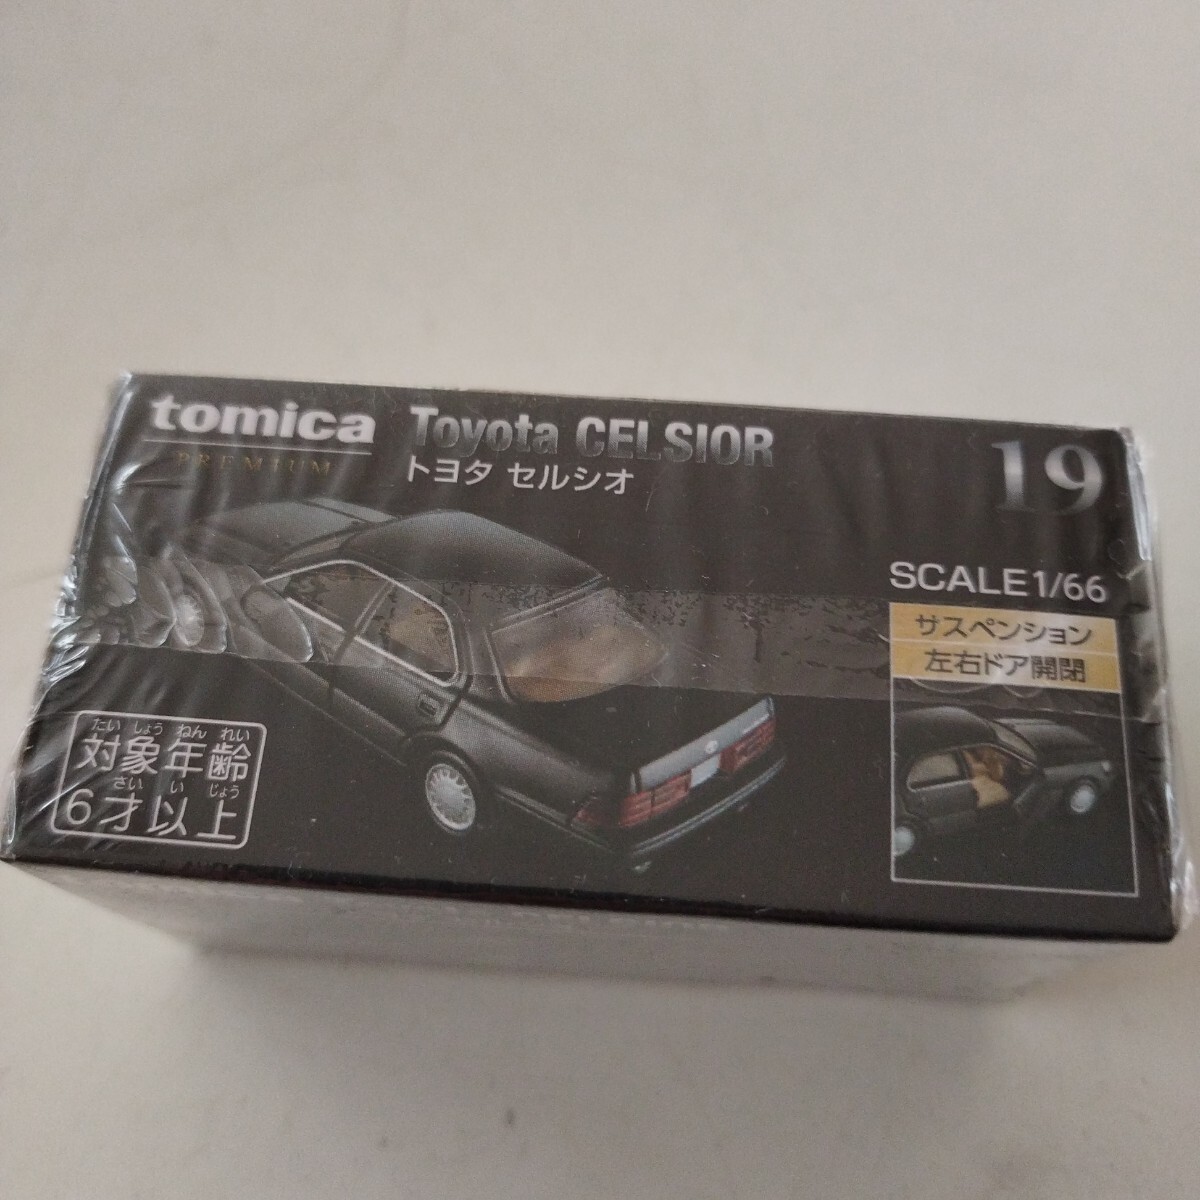 tomica
PREMIUM
Toyota CELSIOR
トヨタ セルシオ
19
SCALE 1/66
サスペンション
左右ドア開閉
たい しょう ねん れい
対象年齢
さい い じょう
6才以上